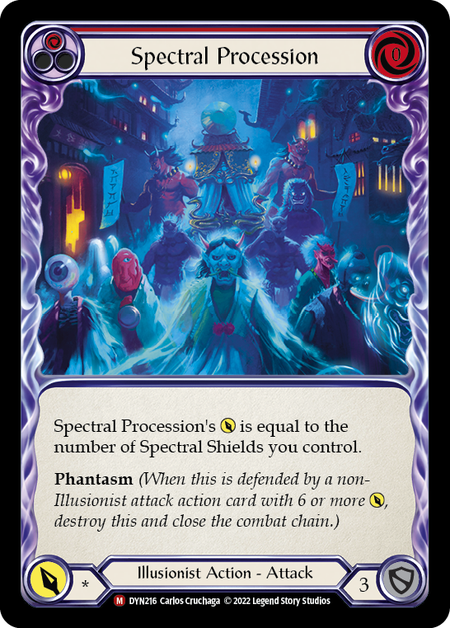 Spectral Procession
0
Spectral Procession's is equal to the
number of Spectral Shields you control.
Phantasm (When this is defended by a non-
Illusionist attack action card with 6 or more ,
destroy this and close the combat chain.)
* Illusionist Action - Attack 3
M DYN216 Carlos Cruchaga © 2022 Legend Story Studios